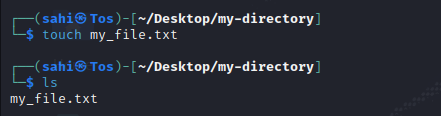 ┌──(sahi㉿Tos)-[~/Desktop/my-directory]
└─$ touch my_file.txt
┌──(sahi㉿Tos)-[~/Desktop/my-directory]
└─$ ls
my_file.txt